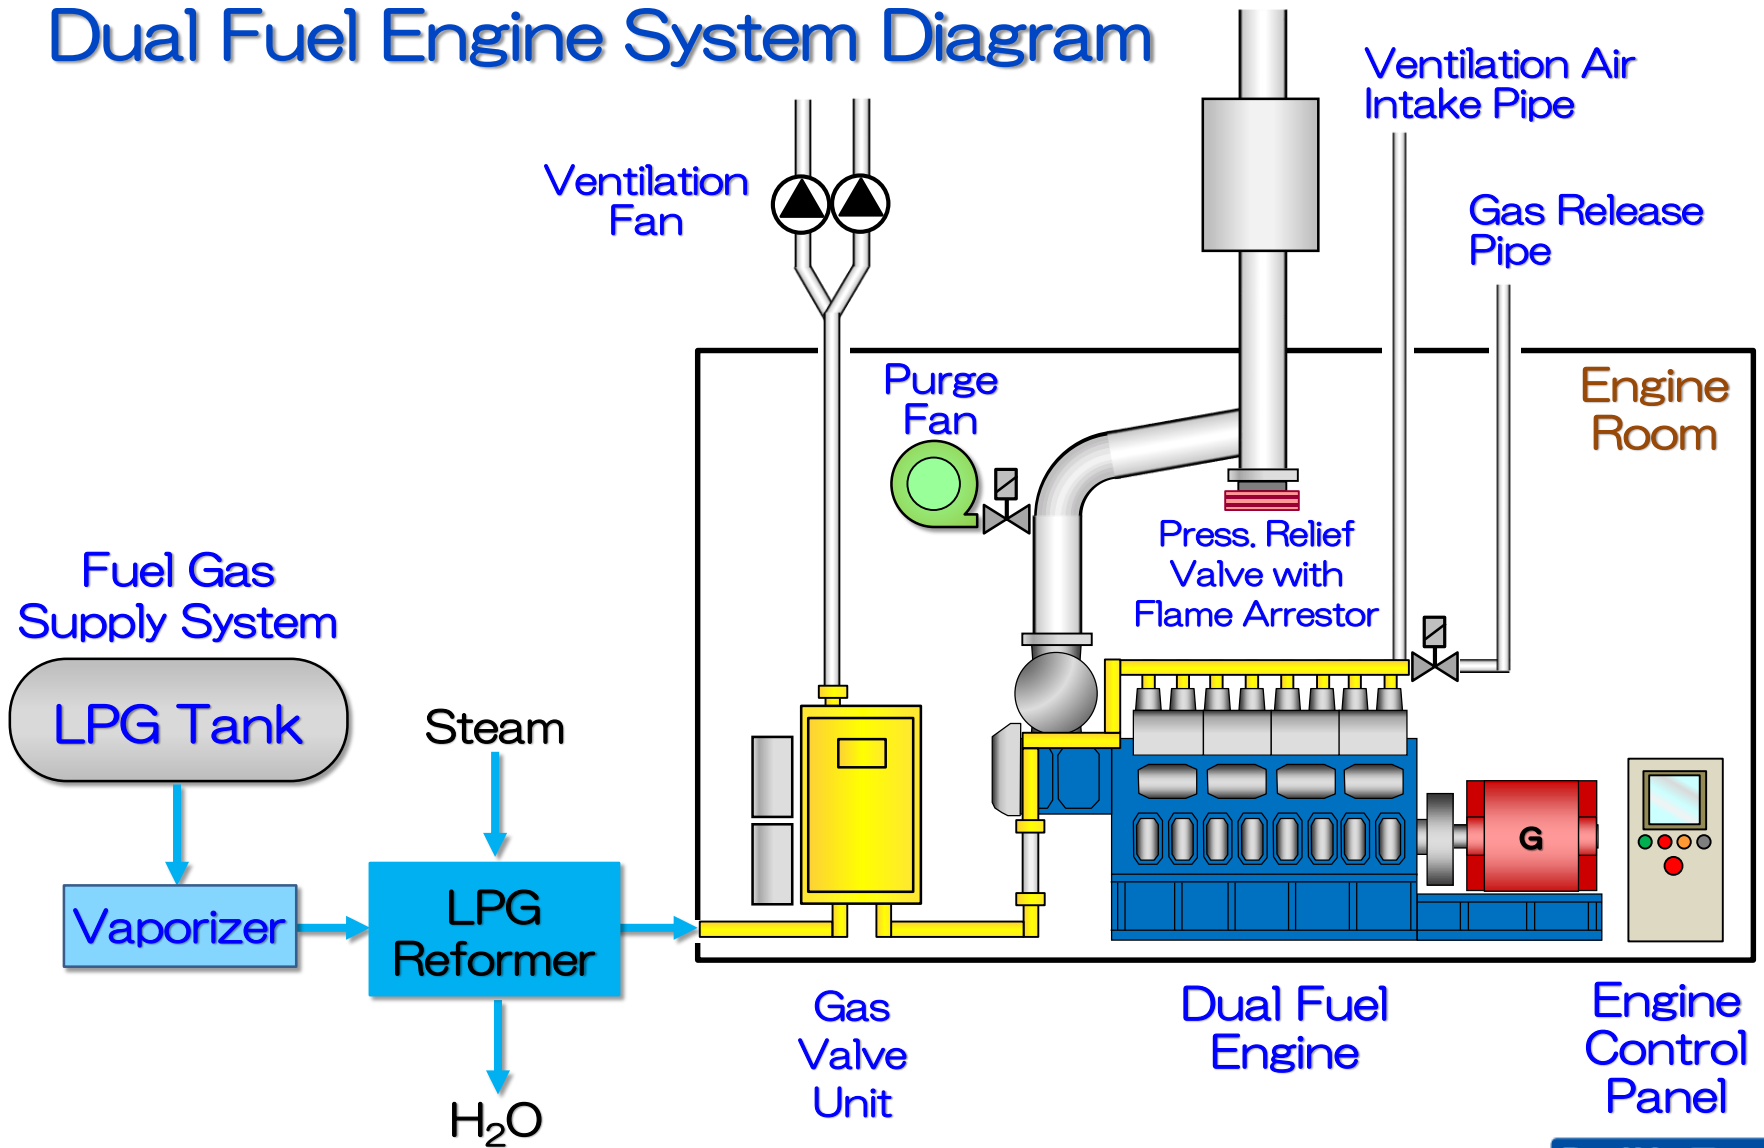 Dual Fuel Engine System Diagram
Ventilation Air
Intake Pipe
Ventilation
Fan
Gas Release
Pipe
Purge
Fan
Engine
Room
Press. Relief
Valve with
Flame Arrestor
Fuel Gas
Supply System
LPG Tank
Steam
G
Vaporizer
LPG
Reformer
Gas
Valve
Unit
Dual Fuel
Engine
Engine
Control
Panel
H₂O